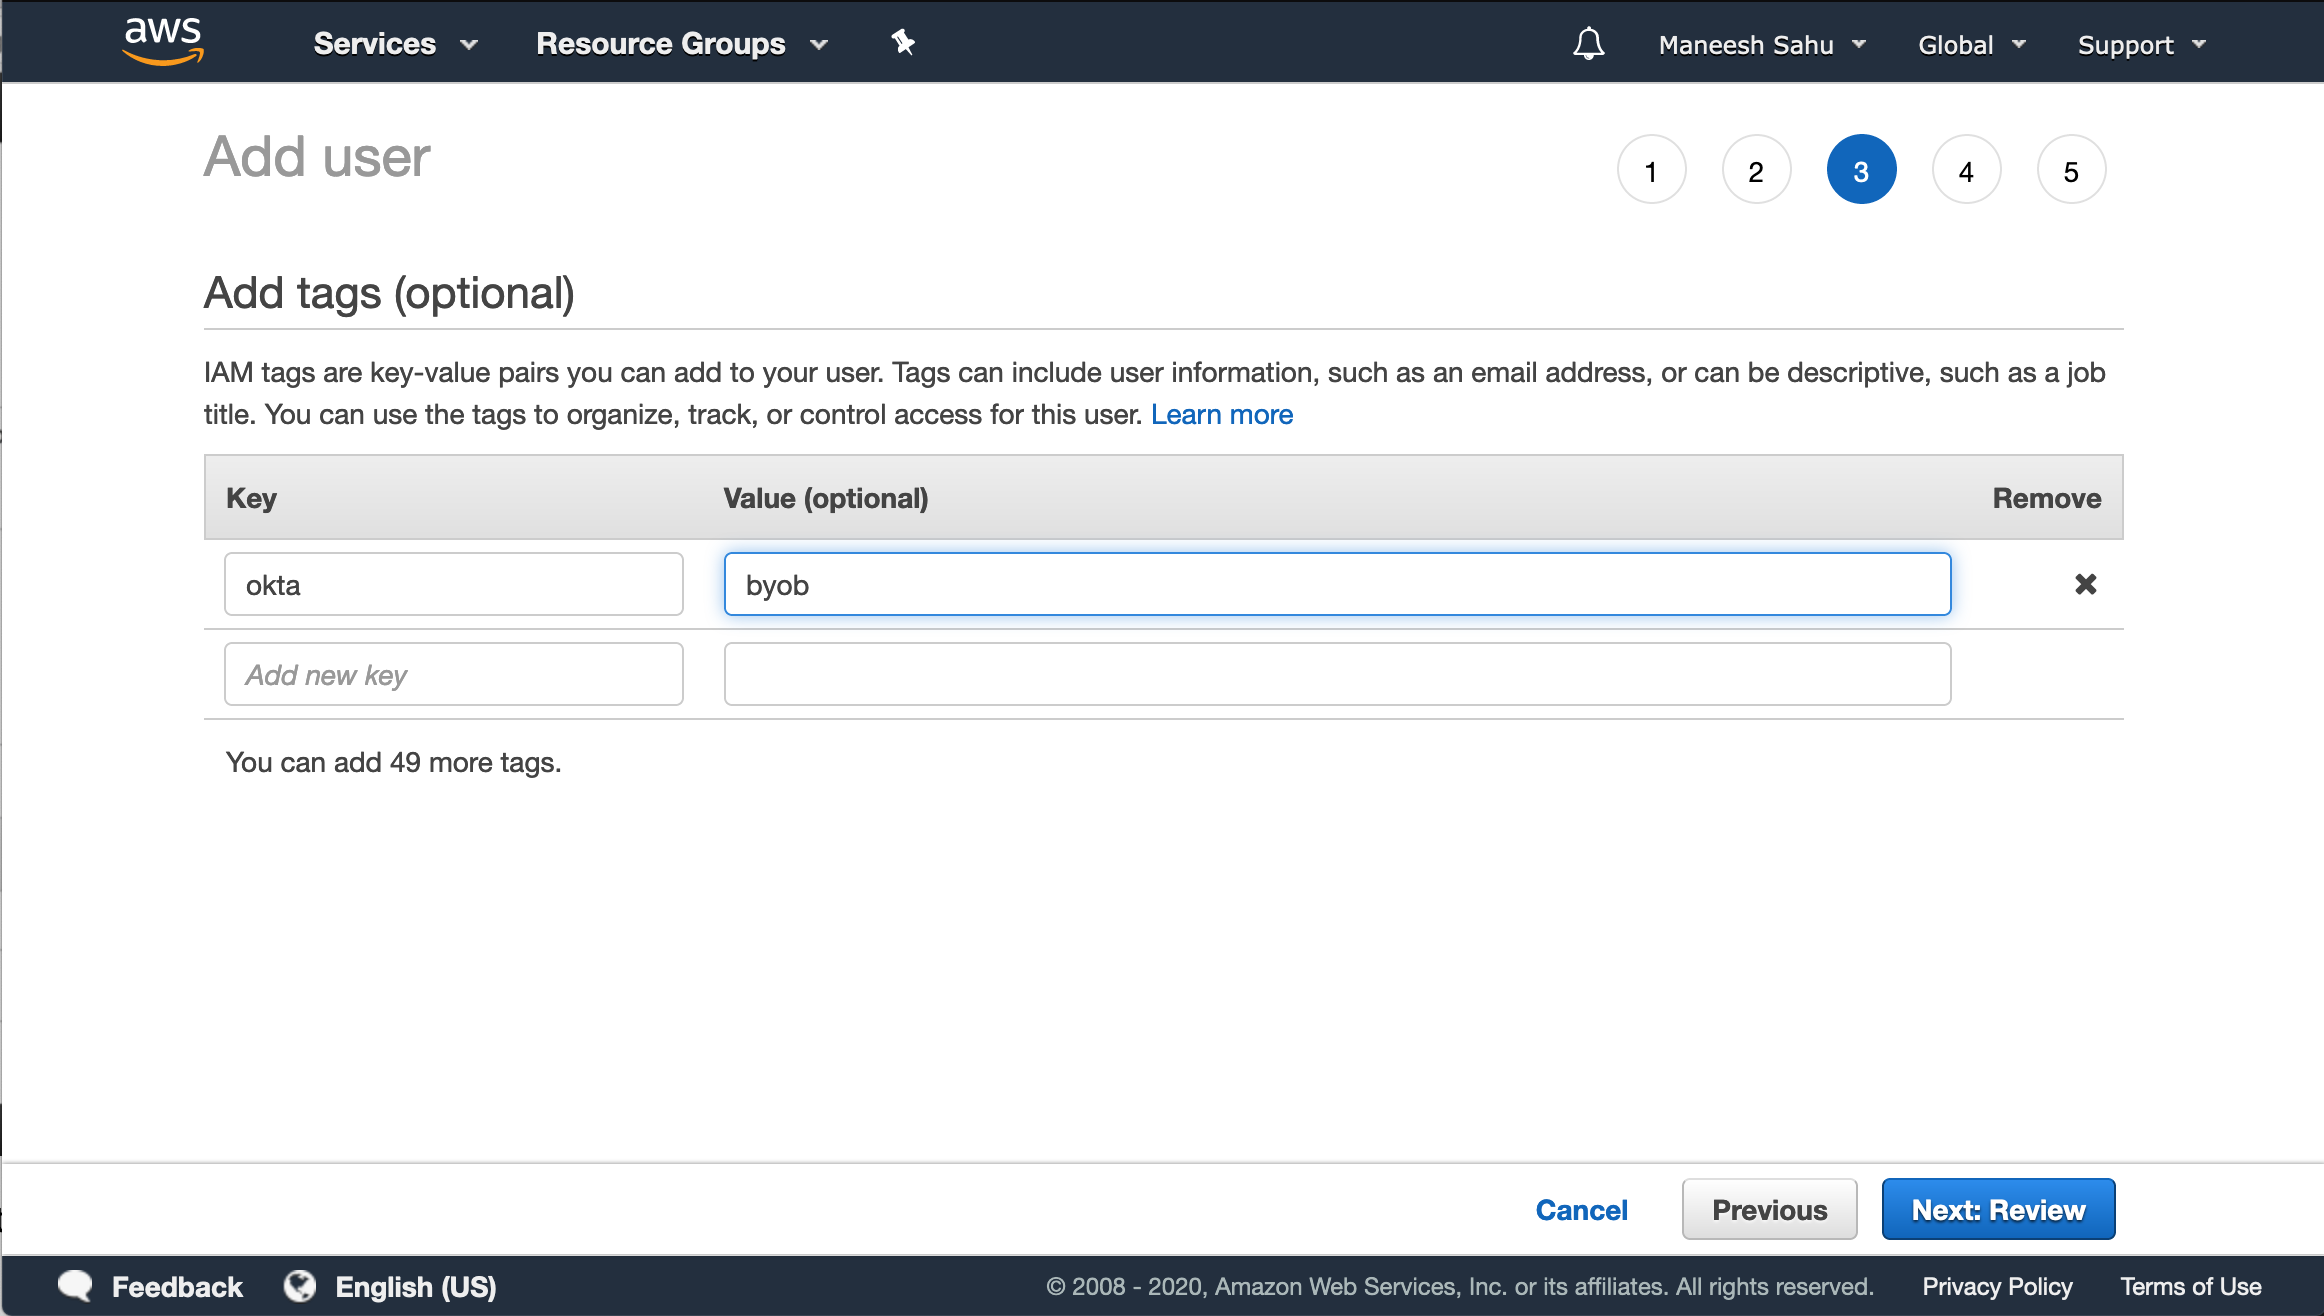 aws Services Resource Groups Maneesh Sahu Global Support
Add user
1 2 3 4 5
Add tags (optional)
IAM tags are key-value pairs you can add to your user. Tags can include user information, such as an email address, or can be descriptive, such as a job
title. You can use the tags to organize, track, or control access for this user. Learn more
Key Value (optional) Remove
okta byob
Add new key
You can add 49 more tags.
Cancel Previous Next: Review
Feedback English (US) © 2008 - 2020, Amazon Web Services, Inc. or its affiliates. All rights reserved. Privacy Policy Terms of Use